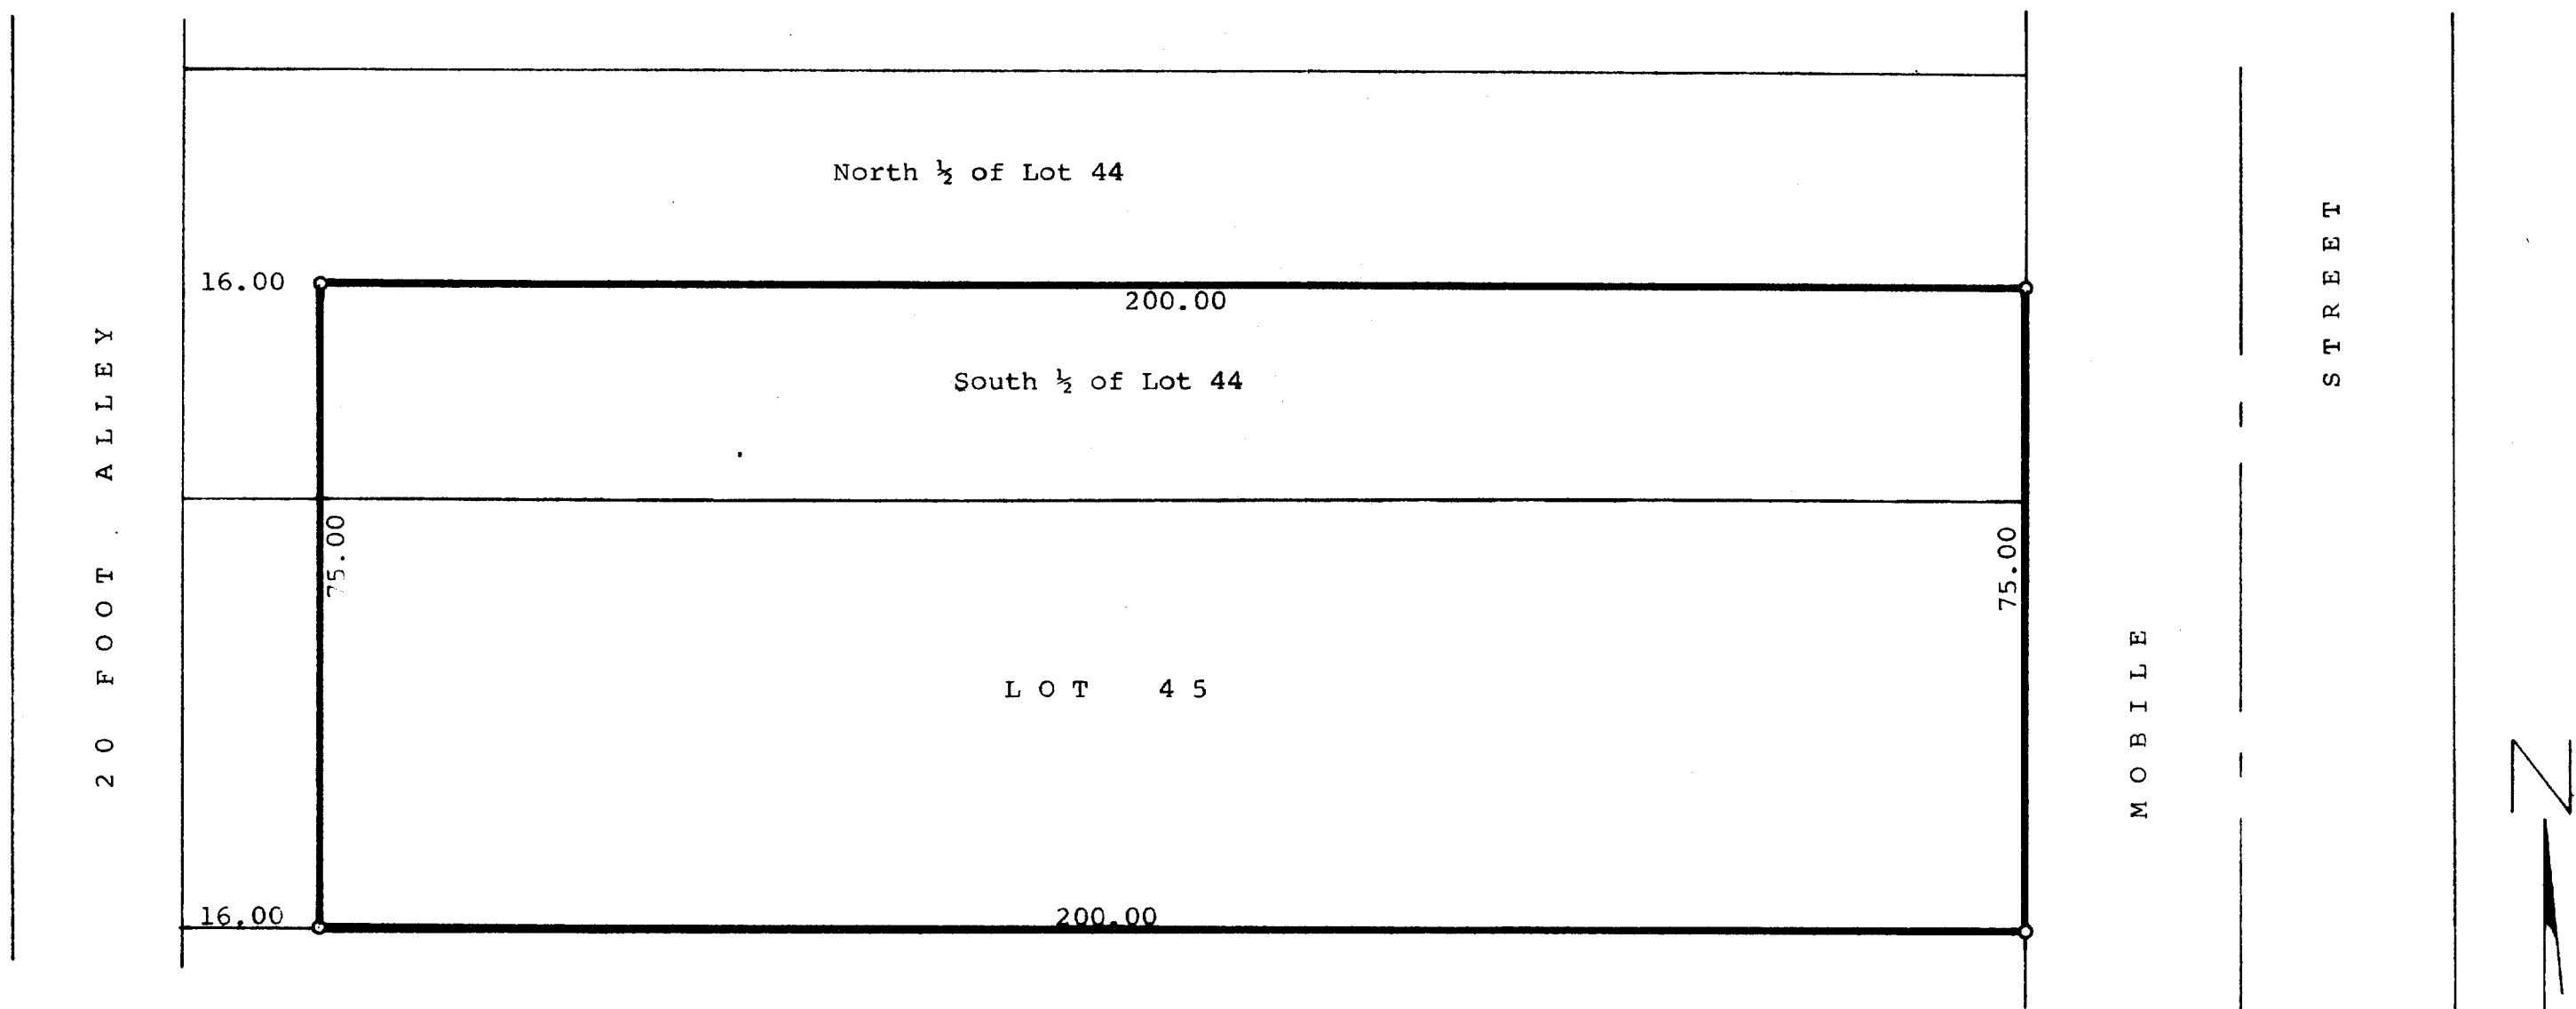 North ½ of Lot 44
16.00
200.00
South ½ of Lot 44
20 FOOT ALLEY
75.00
75.00
LOT 45
MOBILE STREET
16.00
200.00
N